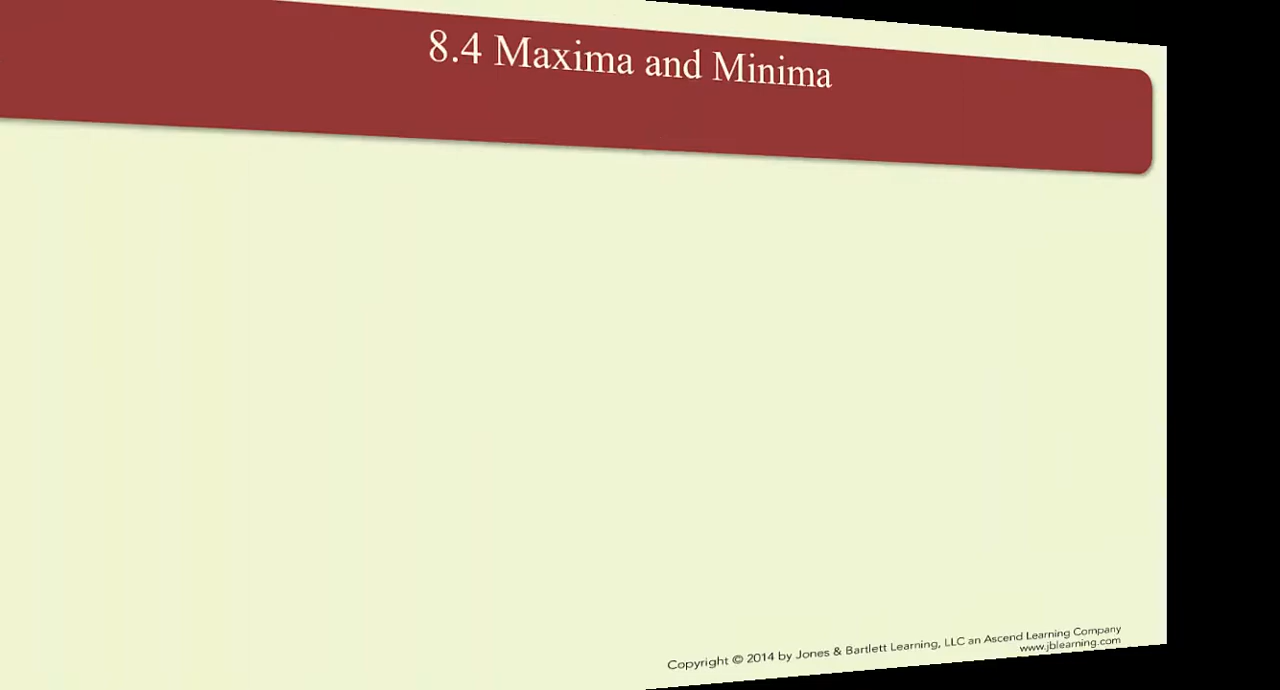 8.4 Maxima and Minima
Copyright © 2014 by Jones & Bartlett Learning, LLC an Ascend Learning Company
www.jblearning.com